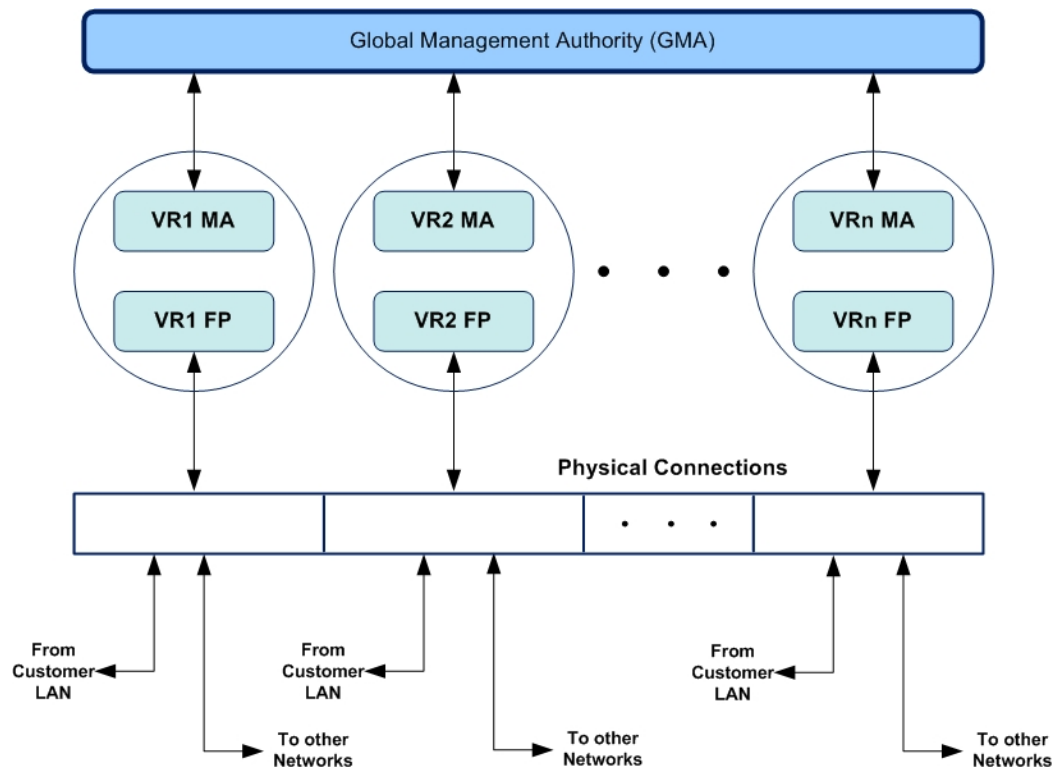 Global Management Authority (GMA)
VR1 MA
VR2 MA
VRn MA
VR1 FP
VR2 FP
VRn FP
Physical Connections
From
Customer
LAN
From
Customer
LAN
From
Customer
LAN
To other
Networks
To other
Networks
To other
Networks